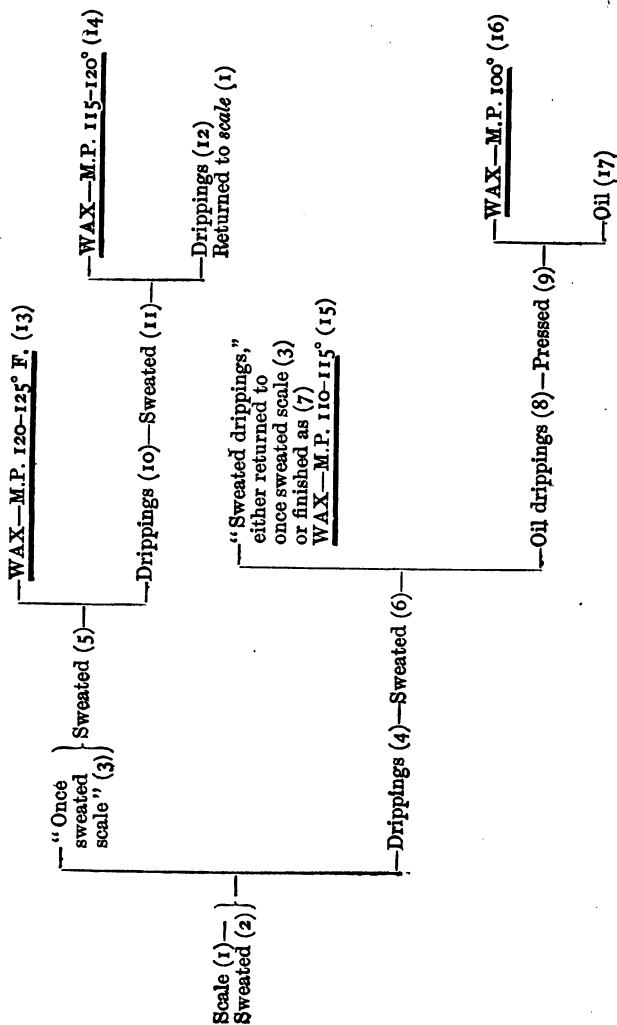 Scale (1)—
Sweated (2)
—“Once
sweated
scale” (3)
Sweated (5)—
—WAX—M.P. 120–125° F. (13)
—Drippings (10)—Sweated (11)—
—WAX—M.P. 115–120° (14)
—Drippings (12)
Returned to scale (1)
—Drippings (4)—Sweated (6)—
—“Sweated drippings,”
either returned to
once sweated scale (3)
or finished as (7)
WAX—M.P. 110–115° (15)
—Oil drippings (8)—Pressed (9)—
—WAX—M.P. 100° (16)
—Oil (17)